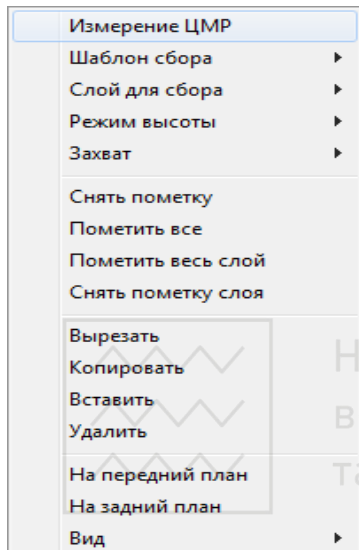 Измерение ЦМР
Шаблон сбора
Слой для сбора
Режим высоты
Захват
Снять пометку
Пометить все
Пометить весь слой
Снять пометку слоя
Вырезать
Копировать
Вставить
Удалить
На передний план
На задний план
Вид